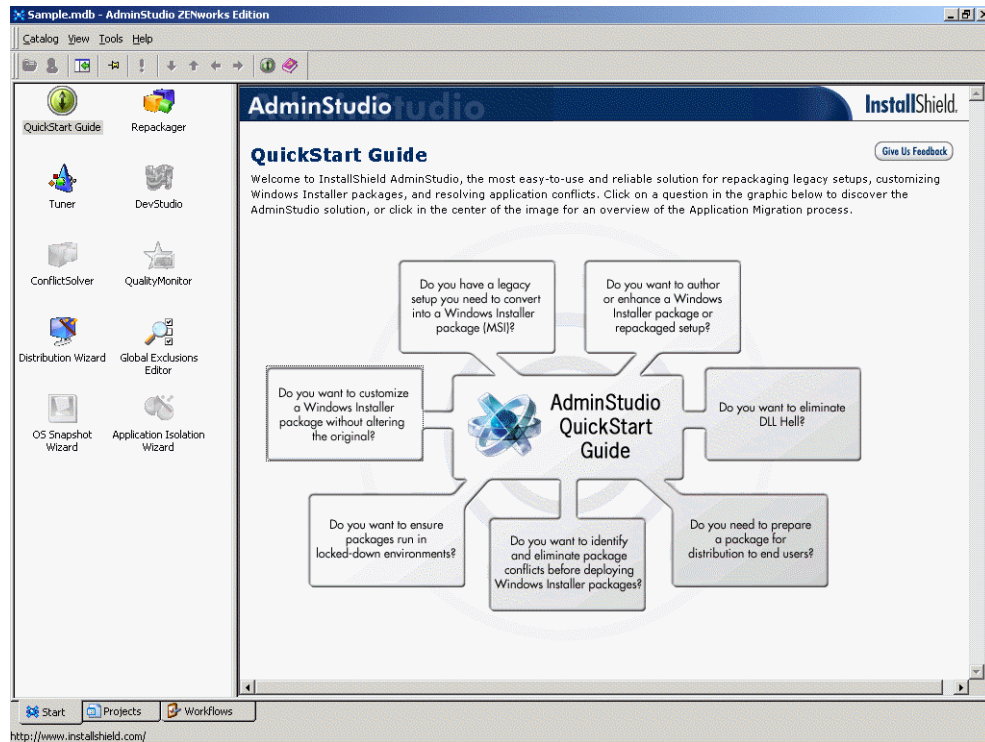 Sample.mdb - AdminStudio ZENworks Edition
Catalog View Tools Help
QuickStart Guide
Repackager
Tuner
DevStudio
ConflictSolver
QualityMonitor
Distribution Wizard
Global Exclusions
Editor
OS Snapshot
Wizard
Application Isolation
Wizard
AdminStudio
InstallShield.
QuickStart Guide
Give Us Feedback
Welcome to InstallShield AdminStudio, the most easy-to-use and reliable solution for repackaging legacy setups, customizing
Windows Installer packages, and resolving application conflicts. Click on a question in the graphic below to discover the
AdminStudio solution, or click in the center of the image for an overview of the Application Migration process.
Do you have a legacy
setup you need to convert
into a Windows Installer
package (MSI)?
Do you want to author
or enhance a Windows
Installer package or
repackaged setup?
Do you want to customize
a Windows Installer
package without altering
the original?
AdminStudio
QuickStart
Guide
Do you want to eliminate
DLL Hell?
Do you want to ensure
packages run in
locked-down environments?
Do you want to identify
and eliminate package
conflicts before deploying
Windows Installer packages?
Do you need to prepare
a package for
distribution to end users?
Start
Projects
Workflows
http://www.installshield.com/